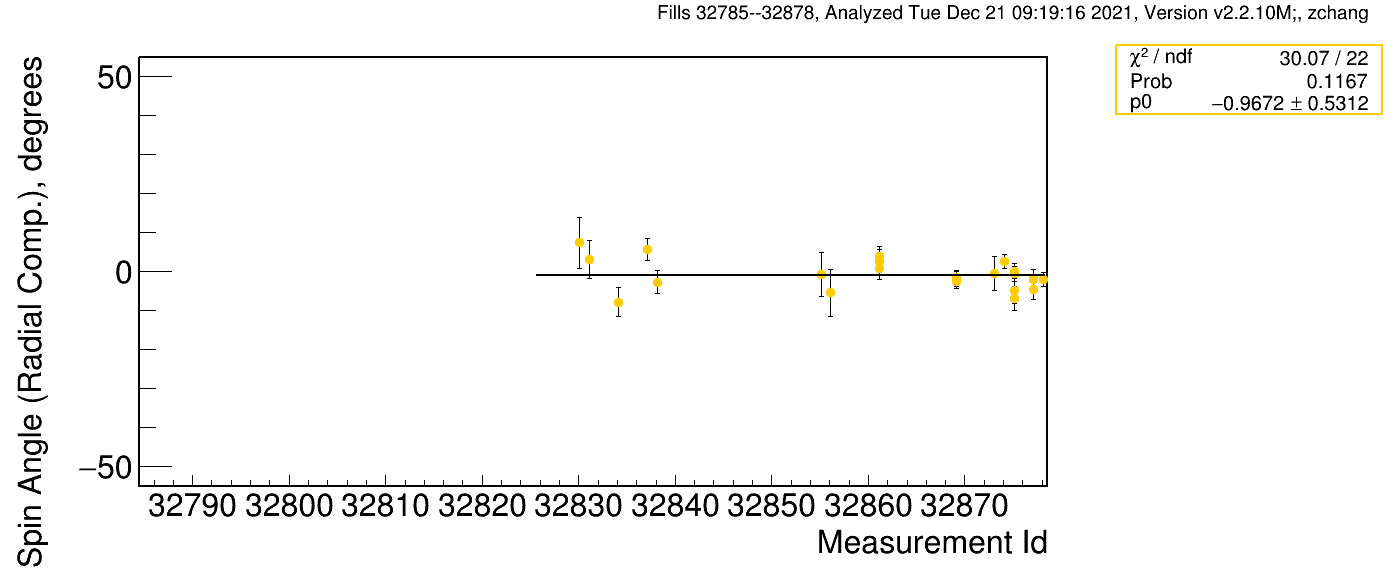 Fills 32785--32878, Analyzed Tue Dec 21 09:19:16 2021, Version v2.2.10M;, zchang
χ² / ndf 30.07 / 22
Prob 0.1167
p0 −0.9672 ± 0.5312
Spin Angle (Radial Comp.), degrees
50
0
−50
32790 32800 32810 32820 32830 32840 32850 32860 32870
Measurement Id